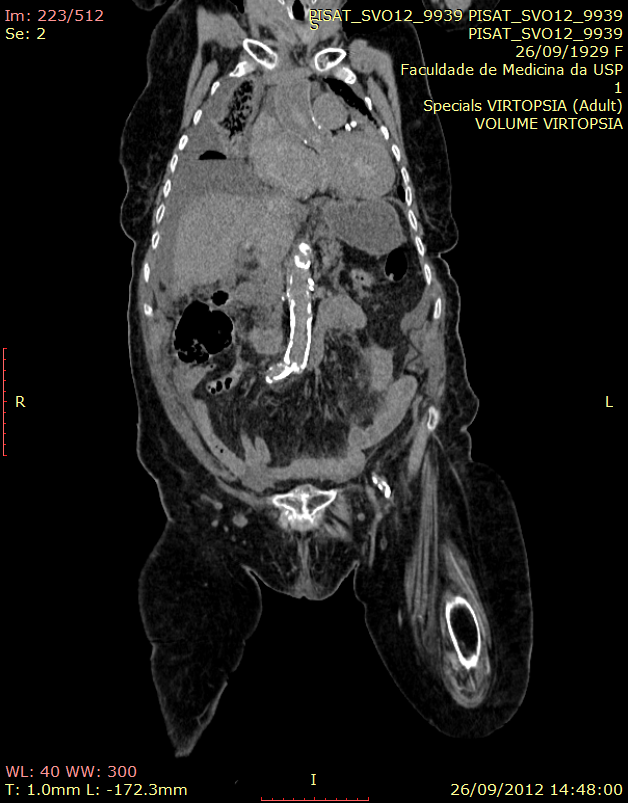 Im: 223/512
Se: 2
PISAT_SVO12_9939 PISAT_SVO12_9939
S
PISAT_SVO12_9939
26/09/1929 F
Faculdade de Medicina da USP
1
Specials VIRTOPSIA (Adult)
VOLUME VIRTOPSIA
R
L
WL: 40 WW: 300
T: 1.0mm L: -172.3mm
I
26/09/2012 14:48:00